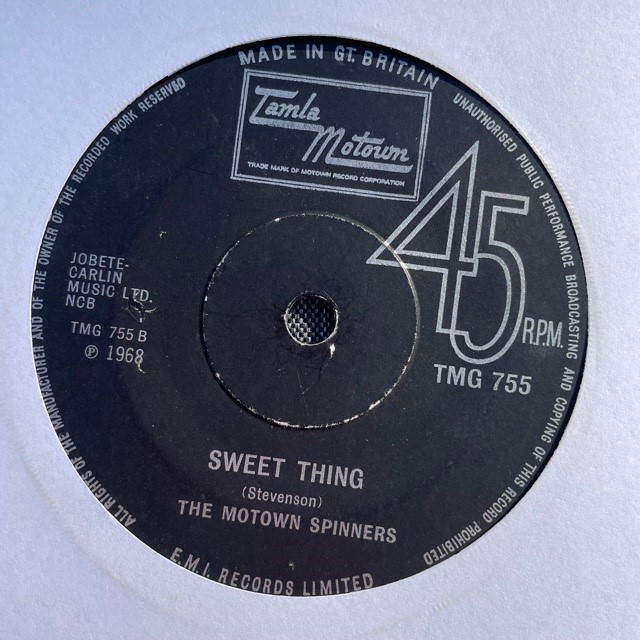 MADE IN GT. BRITAIN
Tamla
Motown
TRADE MARK OF MOTOWN RECORD CORPORATION
45
R.P.M.
TMG 755
JOBETE-
CARLIN
MUSIC LTD.
NCB
TMG 755 B
℗ 1968
SWEET THING
(Stevenson)
THE MOTOWN SPINNERS
E.M.I. RECORDS LIMITED
ALL RIGHTS OF THE MANUFACTURER AND OF THE OWNER OF THE RECORDED WORK RESERVED
UNAUTHORISED PUBLIC PERFORMANCE BROADCASTING AND COPYING OF THIS RECORD PROHIBITED